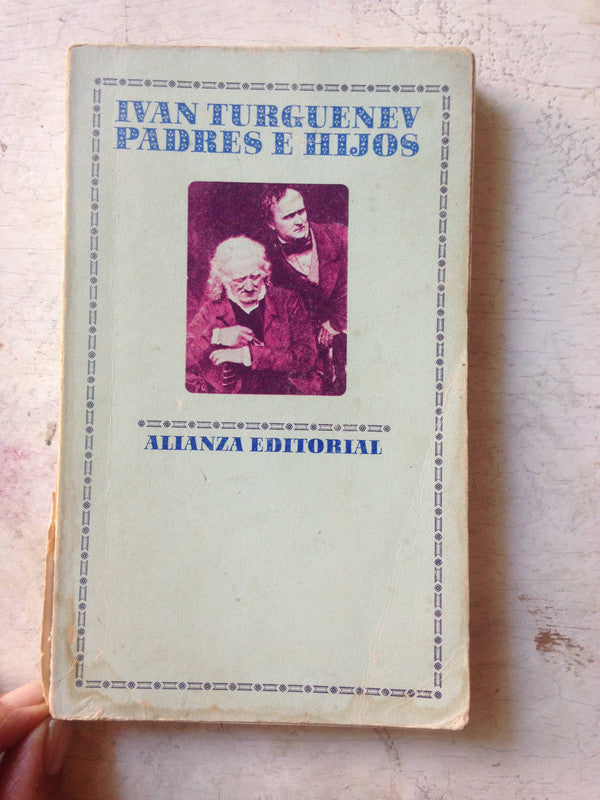 IVAN TURGUENEV
PADRES E HIJOS
ALIANZA EDITORIAL